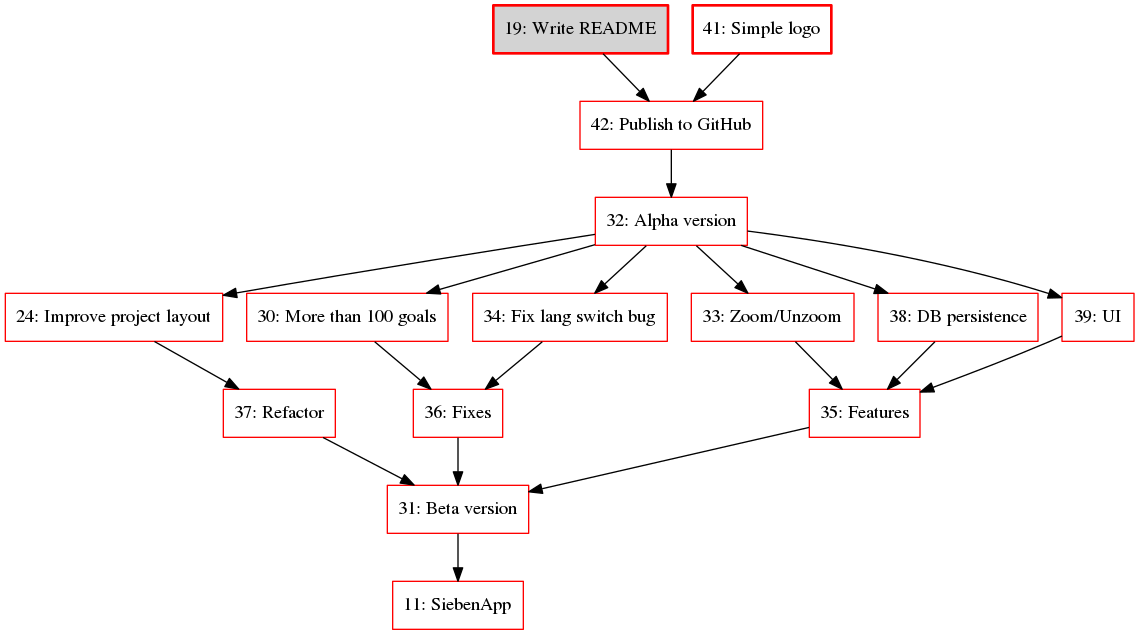 19: Write README
41: Simple logo
42: Publish to GitHub
32: Alpha version
24: Improve project layout
30: More than 100 goals
34: Fix lang switch bug
33: Zoom/Unzoom
38: DB persistence
39: UI
37: Refactor
36: Fixes
35: Features
31: Beta version
11: SiebenApp